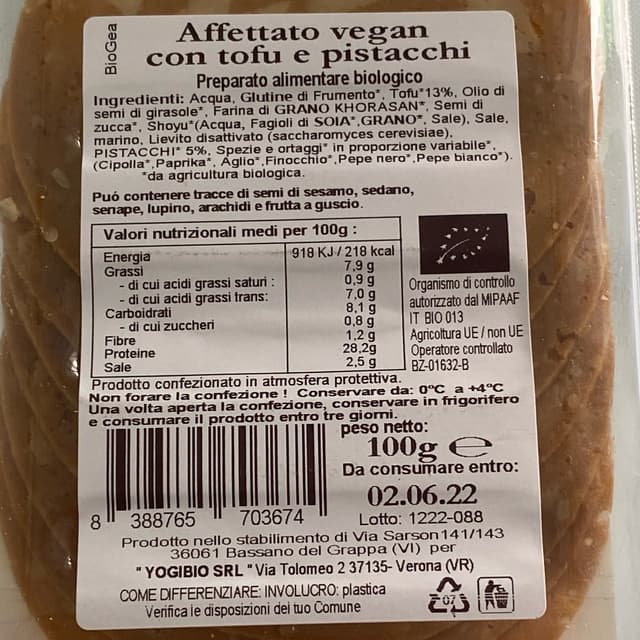 BioGea
Affettato vegan
con tofu e pistacchi
Preparato alimentare biologico
Ingredienti: Acqua, Glutine di Frumento*, Tofu*13%, Olio di
semi di girasole*, Farina di GRANO KHORASAN*, Semi di
zucca*, Shoyu*(Acqua, Fagioli di SOIA*,GRANO*, Sale), Sale,
marino, Lievito disattivato (saccharomyces cerevisiae),
PISTACCHI* 5%, Spezie e ortaggi* in proporzione variabile*,
(Cipolla*,Paprika*, Aglio*,Finocchio*,Pepe nero*,Pepe bianco*).
*da agricoltura biologica.
Puó contenere tracce di semi di sesamo, sedano,
senape, lupino, arachidi e frutta a guscio.
Valori nutrizionali medi per 100g :
Energia 918 KJ / 218 kcal
Grassi 7,9 g
- di cui acidi grassi saturi : 0,9 g
- di cui acidi grassi trans: 7,0 g
Carboidrati 8,1 g
- di cui zuccheri 0,8 g
Fibre 1,2 g
Proteine 28,2g
Sale 2,5 g
Organismo di controllo
autorizzato dal MIPAAF
IT BIO 013
Agricoltura UE / non UE
Operatore controllato
BZ-01632-B
Prodotto confezionato in atmosfera protettiva.
Non forare la confezione ! Conservare da: 0ºC a +4ºC
Una volta aperta la confezione, conservare in frigorifero
e consumare il prodotto entro tre giorni.
peso netto:
100g ℮
Da consumare entro:
02.06.22
Lotto: 1222-088
8 388765 703674
Prodotto nello stabilimento di Via Sarson 141/143
36061 Bassano del Grappa (VI) per
"YOGIBIO SRL" Via Tolomeo 2 37135- Verona (VR)
COME DIFFERENZIARE: INVOLUCRO: plastica
Verifica le disposizioni del tuo Comune
07